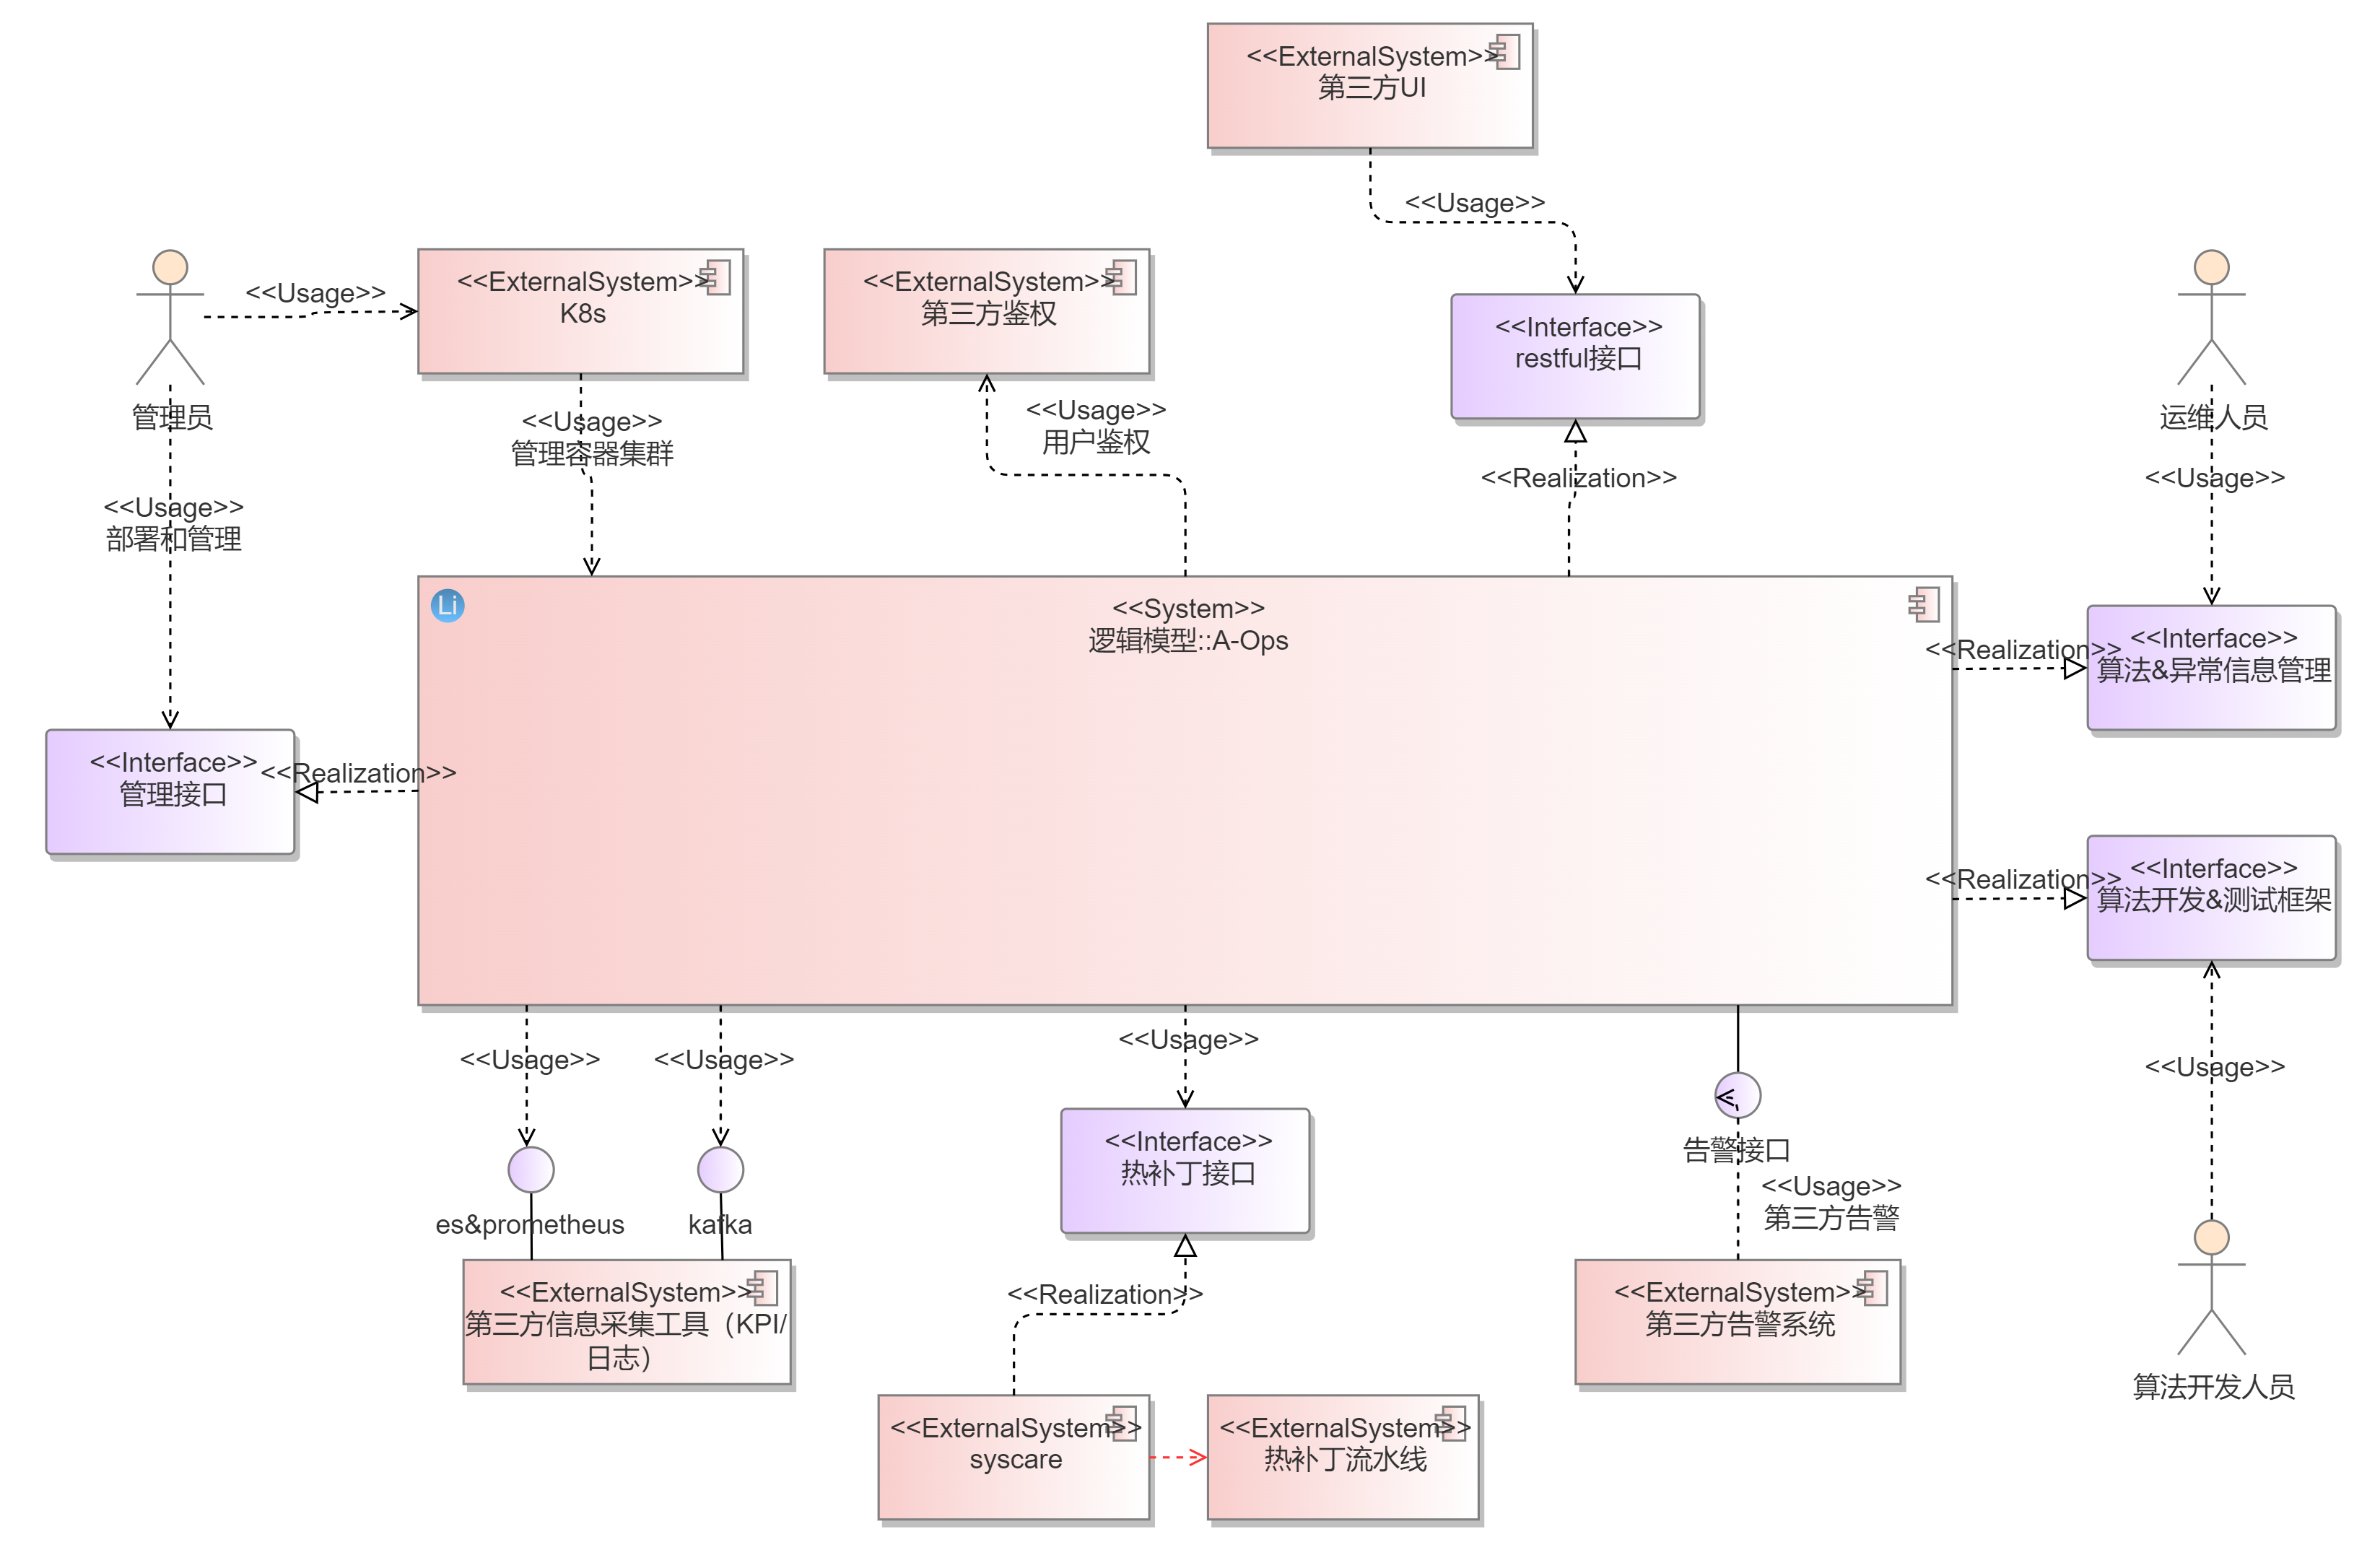 <<ExternalSystem>>
第三方UI
<<Usage>>
<<Usage>>
<<ExternalSystem>>
K8s
<<ExternalSystem>>
第三方鉴权
<<Interface>>
restful接口
管理员
<<Usage>>
管理容器集群
<<Usage>>
用户鉴权
运维人员
<<Realization>>
<<Usage>>
<<Usage>>
部署和管理
Li
<<System>>
逻辑模型::A-Ops
<<Realization>>
<<Interface>>
算法&异常信息管理
<<Interface>>
管理接口
<<Realization>>
<<Realization>>
<<Interface>>
算法开发&测试框架
<<Usage>>
<<Usage>>
<<Usage>>
<<Usage>>
<<Interface>>
热补丁接口
告警接口
<<Usage>>
第三方告警
es&prometheus
kafka
<<ExternalSystem>>
第三方信息采集工具（KPI/
日志）
<<Realization>>
<<ExternalSystem>>
第三方告警系统
算法开发人员
<<ExternalSystem>>
syscare
<<ExternalSystem>>
热补丁流水线